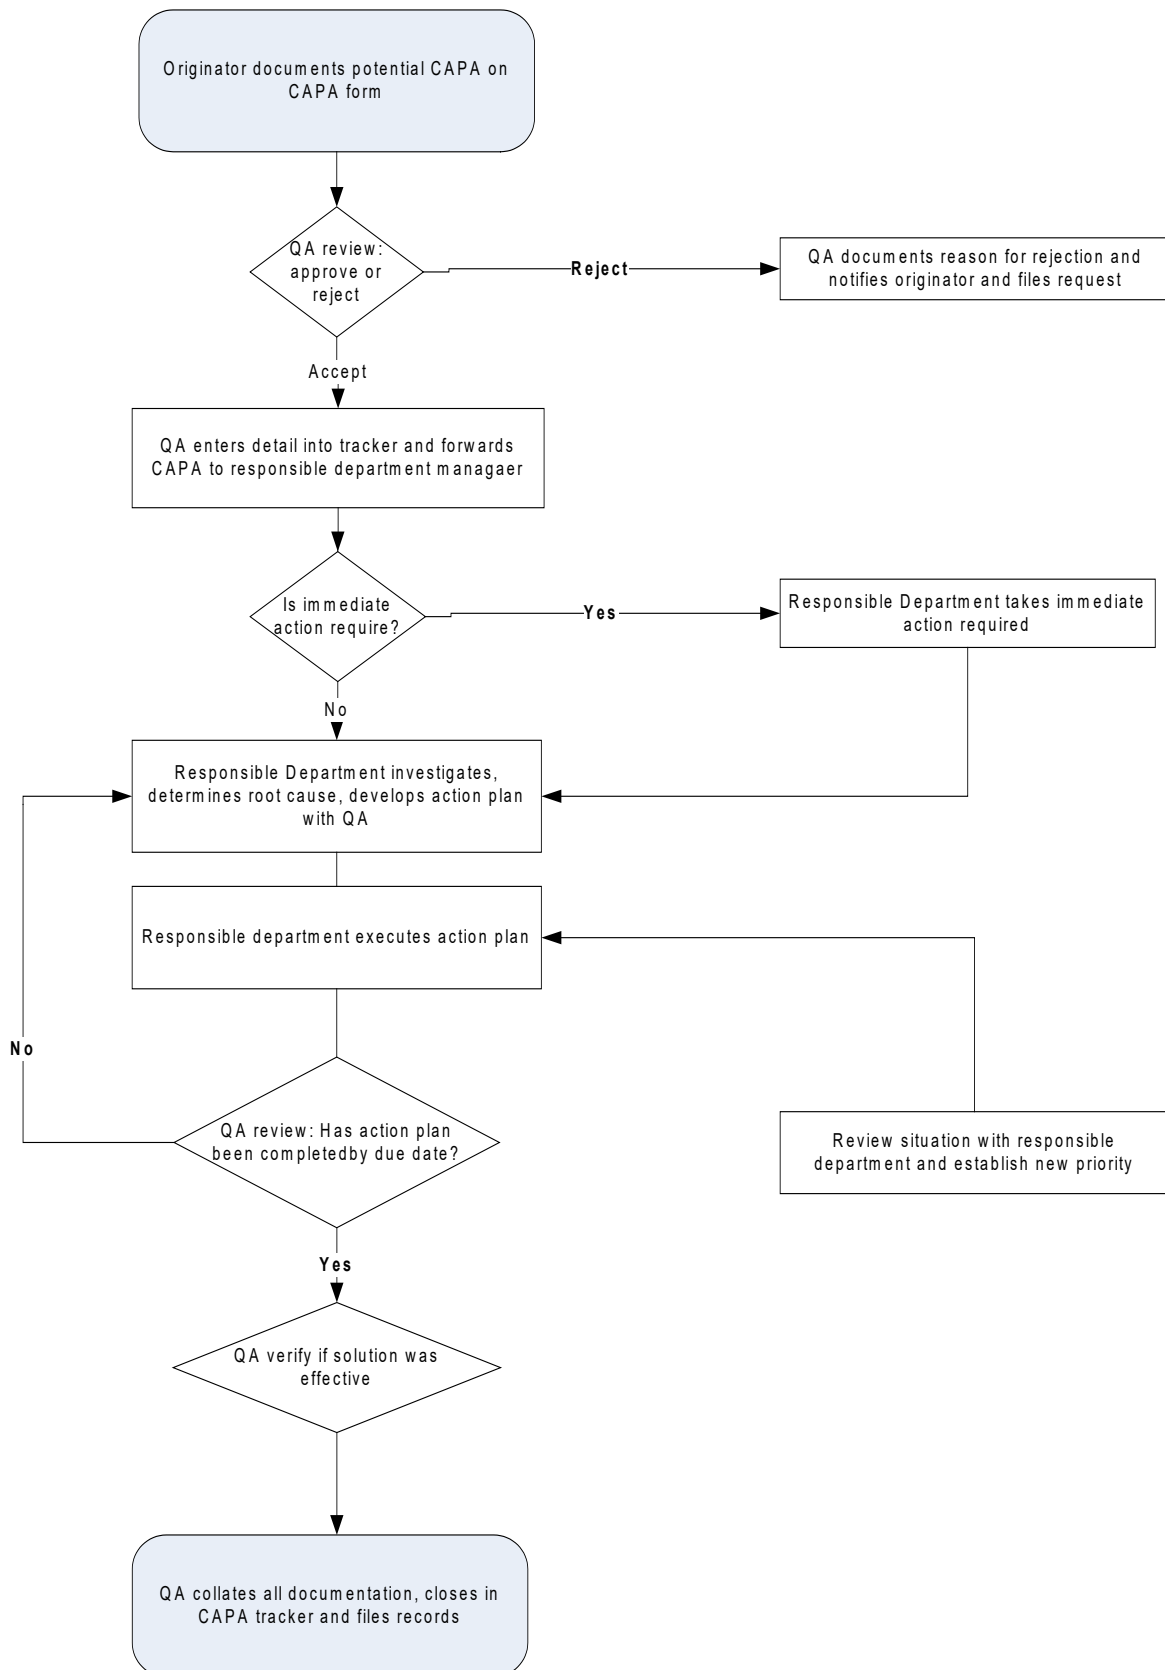 Originator documents potential CAPA on
CAPA form
QA review:
approve or
reject
Reject
QA documents reason for rejection and
notifies originator and files request
Accept
QA enters detail into tracker and forwards
CAPA to responsible department managaer
Is immediate
action require?
Yes
Responsible Department takes immediate
action required
No
Responsible Department investigates,
determines root cause, develops action plan
with QA
Responsible department executes action plan
No
QA review: Has action plan
been completedby due date?
Review situation with responsible
department and establish new priority
Yes
QA verify if solution was
effective
QA collates all documentation, closes in
CAPA tracker and files records